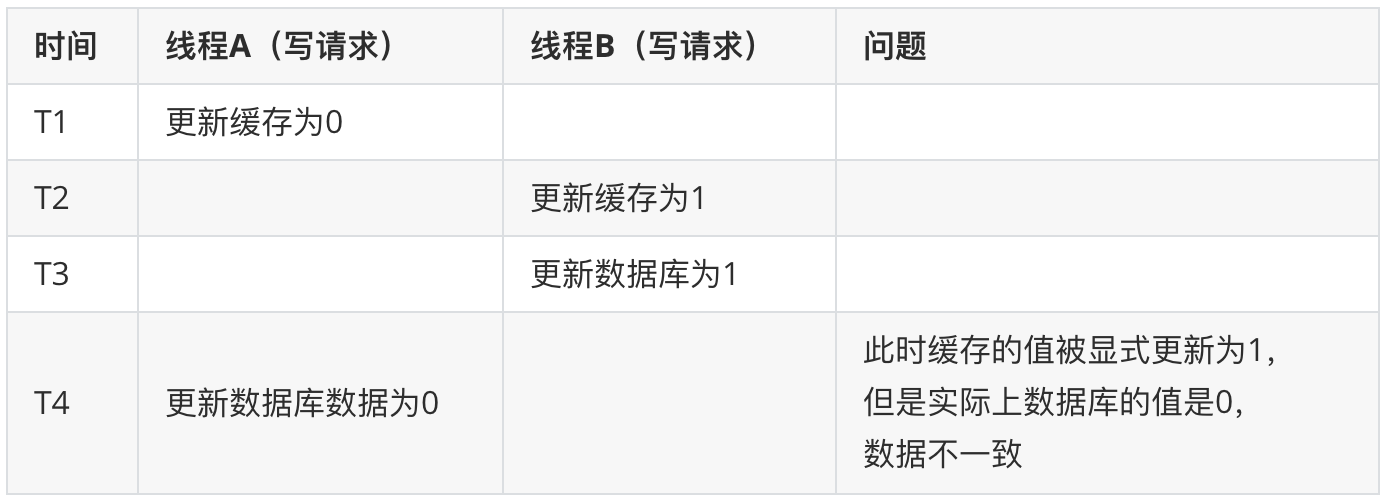 时间 线程A（写请求） 线程B（写请求） 问题
T1 更新缓存为0
T2 更新缓存为1
T3 更新数据库为1
T4 更新数据库数据为0 此时缓存的值被显式更新为1，
但是实际上数据库的值是0，
数据不一致